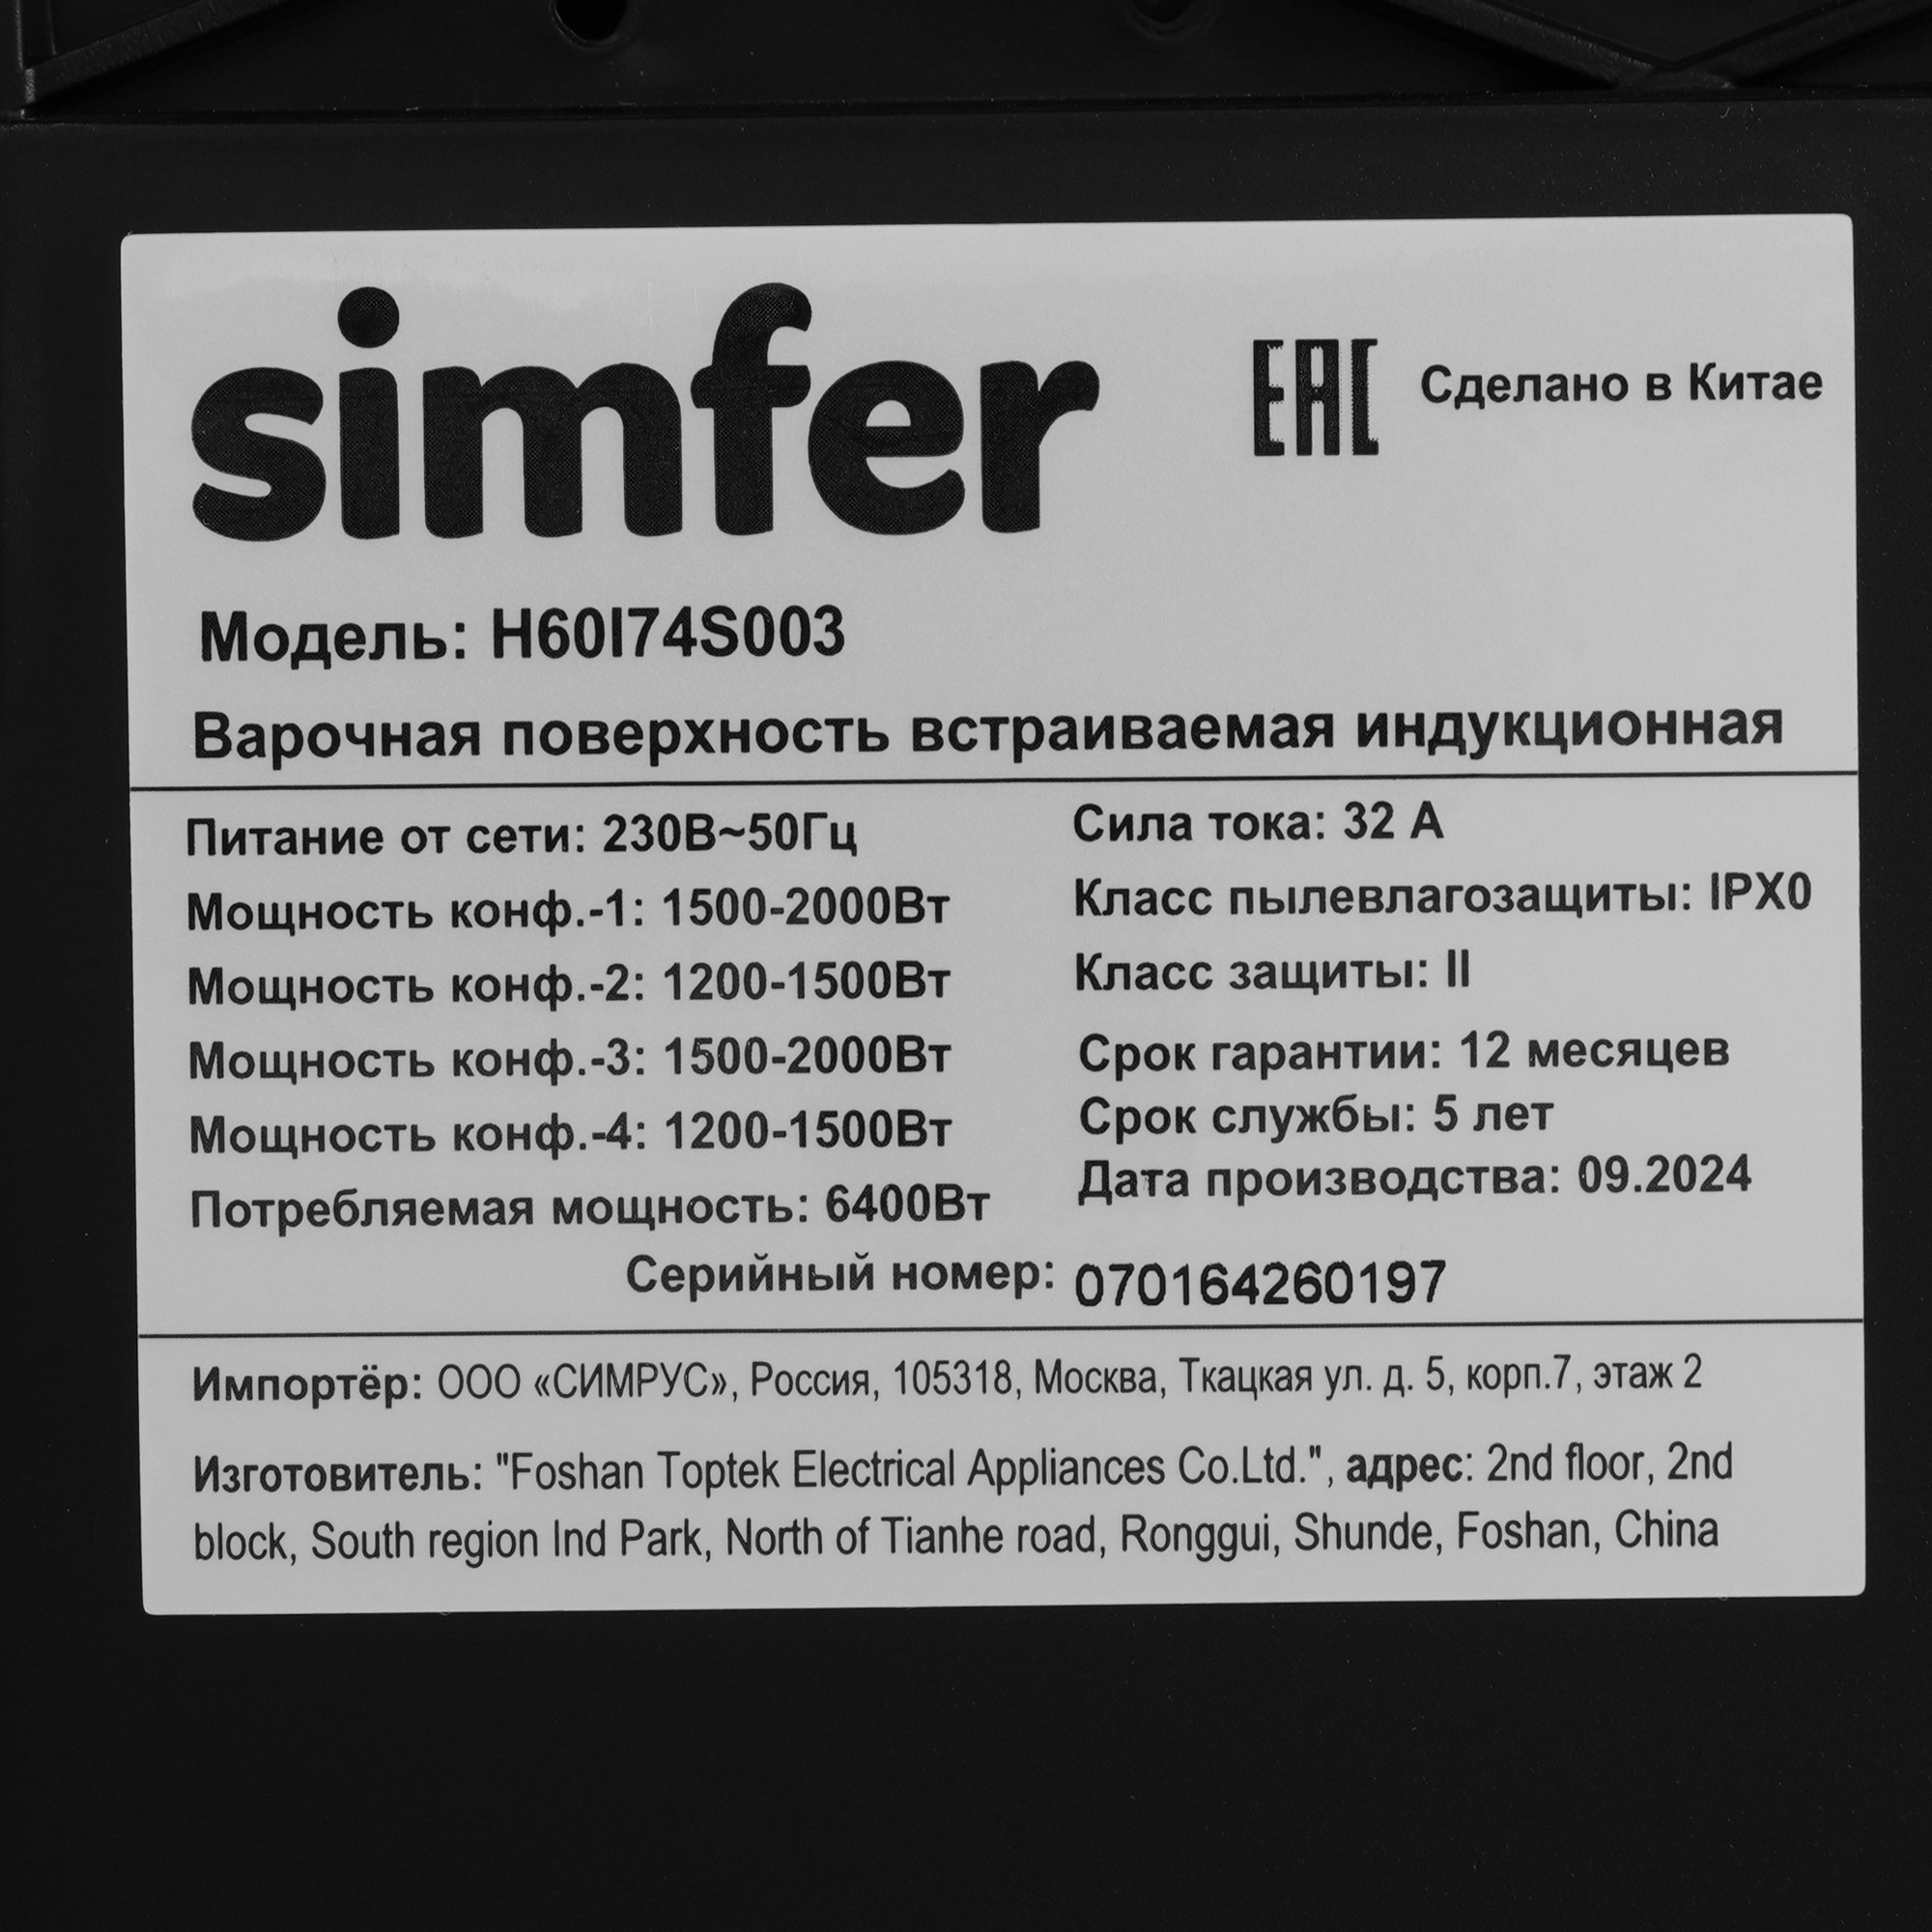 simfer
EAC Сделано в Китае
Модель: H60I74S003
Варочная поверхность встраиваемая индукционная
Питание от сети: 230В~50Гц
Мощность конф.-1: 1500-2000Вт
Мощность конф.-2: 1200-1500Вт
Мощность конф.-3: 1500-2000Вт
Мощность конф.-4: 1200-1500Вт
Потребляемая мощность: 6400Вт
Сила тока: 32 А
Класс пылевлагозащиты: IPX0
Класс защиты: II
Срок гарантии: 12 месяцев
Срок службы: 5 лет
Дата производства: 09.2024
Серийный номер: 070164260197
Импортёр: ООО «СИМРУС», Россия, 105318, Москва, Ткацкая ул. д. 5, корп.7, этаж 2
Изготовитель: "Foshan Toptek Electrical Appliances Co.Ltd.", адрес: 2nd floor, 2nd
block, South region Ind Park, North of Tianhe road, Ronggui, Shunde, Foshan, China